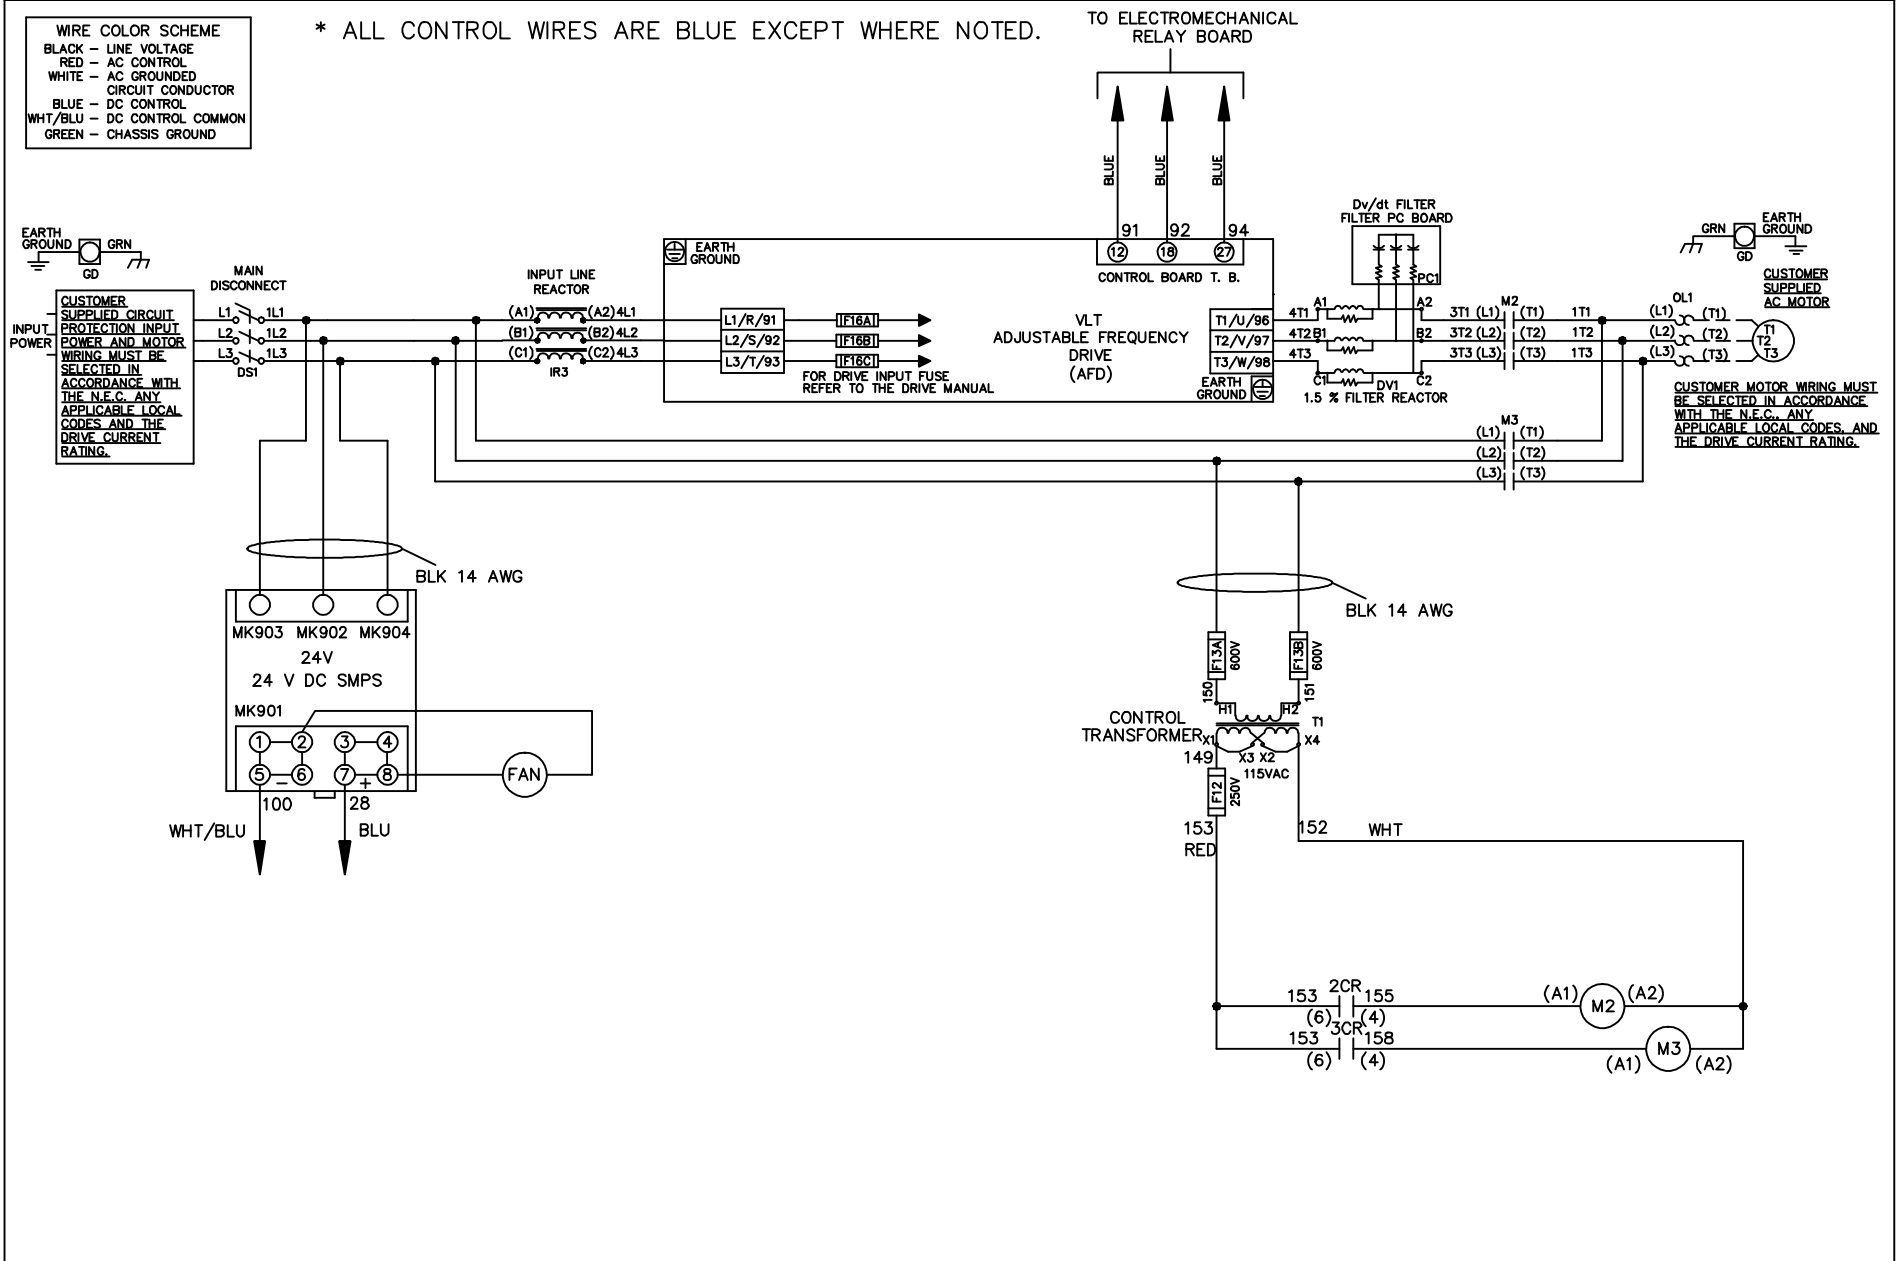 WIRE COLOR SCHEME
BLACK – LINE VOLTAGE
RED – AC CONTROL
WHITE – AC GROUNDED
CIRCUIT CONDUCTOR
BLUE – DC CONTROL
WHT/BLU – DC CONTROL COMMON
GREEN – CHASSIS GROUND
* ALL CONTROL WIRES ARE BLUE EXCEPT WHERE NOTED.
TO ELECTROMECHANICAL
RELAY BOARD
BLUE
BLUE
BLUE
91 92 94
12 18 27
CONTROL BOARD T. B.
EARTH
GROUND
GRN
GD
INPUT
POWER
CUSTOMER
SUPPLIED CIRCUIT
PROTECTION INPUT
POWER AND MOTOR
WIRING MUST BE
SELECTED IN
ACCORDANCE WITH
THE N.E.C. ANY
APPLICABLE LOCAL
CODES AND THE
DRIVE CURRENT
RATING.
MAIN
DISCONNECT
L1 1L1
L2 1L2
L3 1L3
DS1
INPUT LINE
REACTOR
(A1) (A2) 4L1
(B1) (B2) 4L2
(C1) (C2) 4L3
IR3
EARTH
GROUND
L1/R/91
L2/S/92
L3/T/93
IF16A
IF16B
IF16C
FOR DRIVE INPUT FUSE
REFER TO THE DRIVE MANUAL
VLT
ADJUSTABLE FREQUENCY
DRIVE
(AFD)
T1/U/96
T2/V/97
T3/W/98
EARTH
GROUND
Dv/dt FILTER
FILTER PC BOARD
PC1
4T1 A1 A2
4T2 B1 B2
4T3
C1 C2
DV1
1.5 % FILTER REACTOR
M2
3T1 (L1) (T1) 1T1
3T2 (L2) (T2) 1T2
3T3 (L3) (T3) 1T3
M3
(L1) (T1)
(L2) (T2)
(L3) (T3)
OL1
(L1) (T1)
(L2) (T2)
(L3) (T3)
T1
T2
T3
GRN
EARTH
GROUND
GD
CUSTOMER
SUPPLIED
AC MOTOR
CUSTOMER MOTOR WIRING MUST
BE SELECTED IN ACCORDANCE
WITH THE N.E.C., ANY
APPLICABLE LOCAL CODES, AND
THE DRIVE CURRENT RATING.
BLK 14 AWG
MK903 MK902 MK904
24V
24 V DC SMPS
MK901
1 2 3 4
5 – 6 7 + 8
FAN
100 28
WHT/BLU BLU
BLK 14 AWG
F13A
600V
F13B
600V
150
151
H1 H2
T1
CONTROL
TRANSFORMER
X1 X4
X3 X2
149
115VAC
F12
250V
153
RED
152 WHT
2CR
153 155
(6) (4)
(A1) M2 (A2)
3CR
153 158
(6) (4)
(A1) M3 (A2)